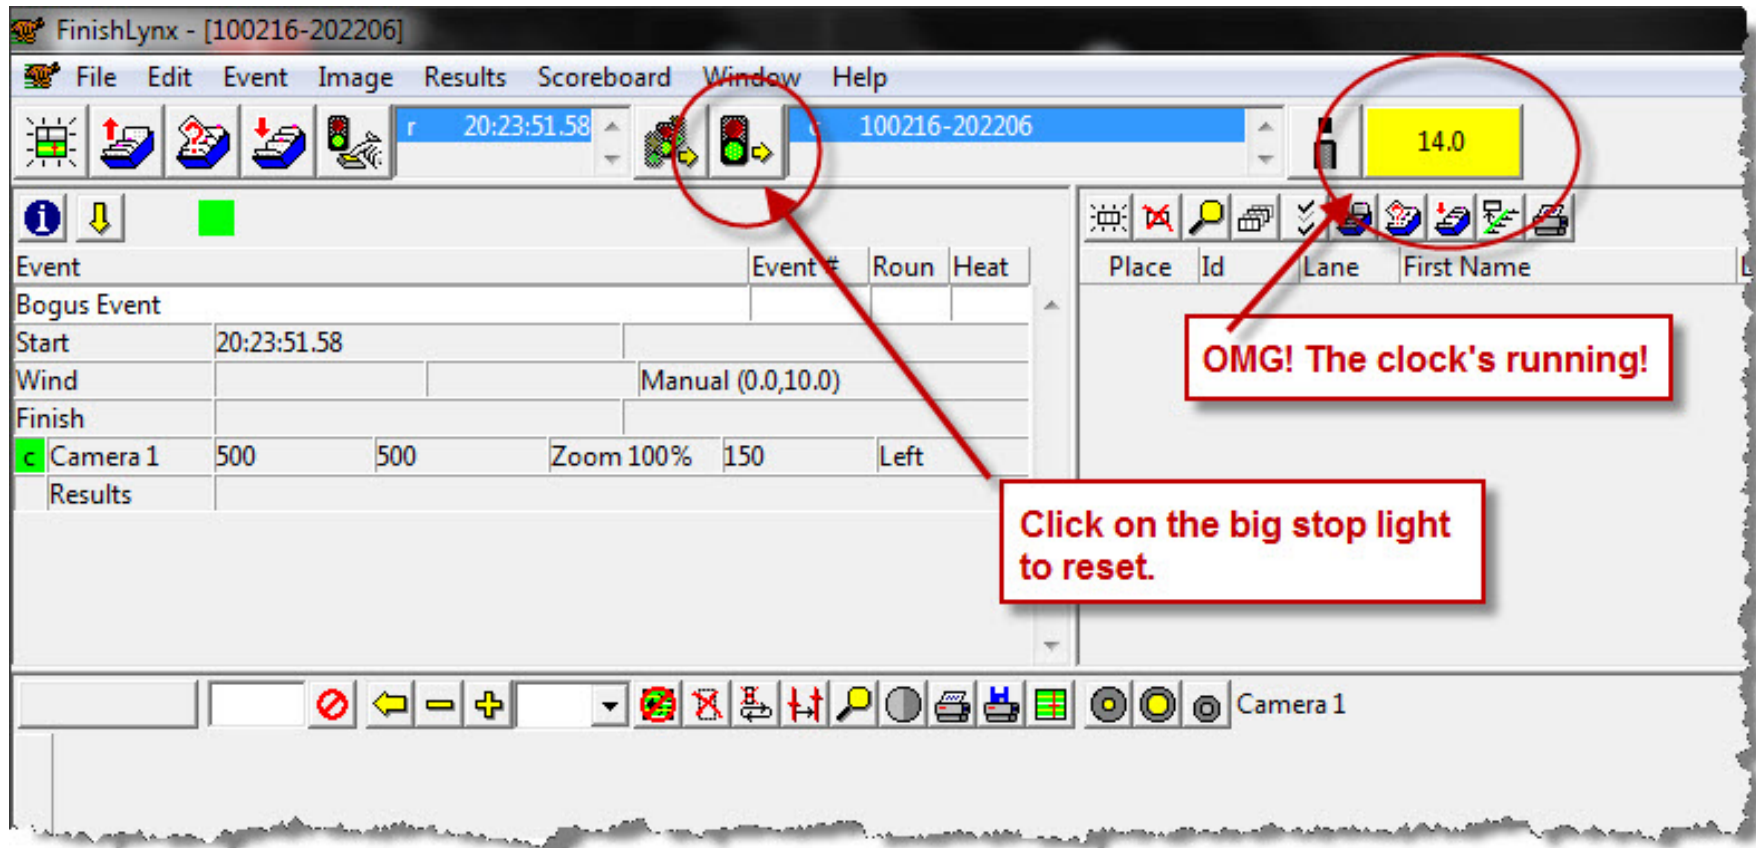 FinishLynx - [100216-202206]
File Edit Event Image Results Scoreboard Window Help
r 20:23:51.58
c 100216-202206
14.0
Event Event # Roun Heat
Bogus Event
Start 20:23:51.58
Wind Manual (0.0,10.0)
Finish
c Camera 1 500 500 Zoom 100% 150 Left
Results
Place Id Lane First Name L
OMG! The clock's running!
Click on the big stop light
to reset.
Camera 1